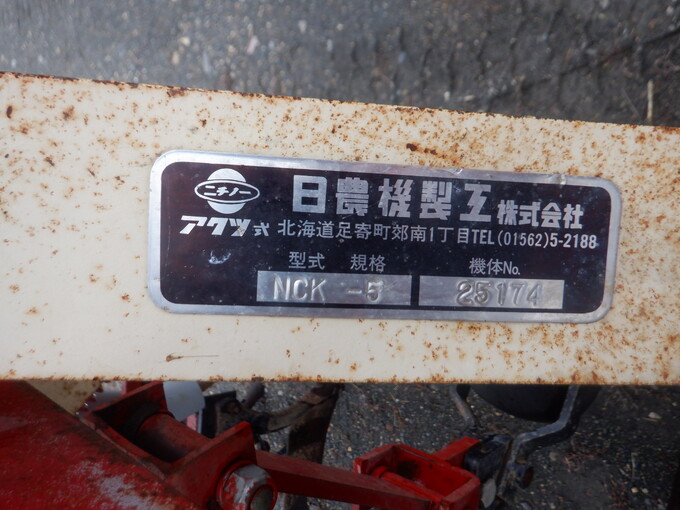 ニチノー
日農機製工株式会社
アクツ式 北海道足寄町郊南1丁目TEL(01562)5-2188
型式 規格 機体No.
NCK -5 25174